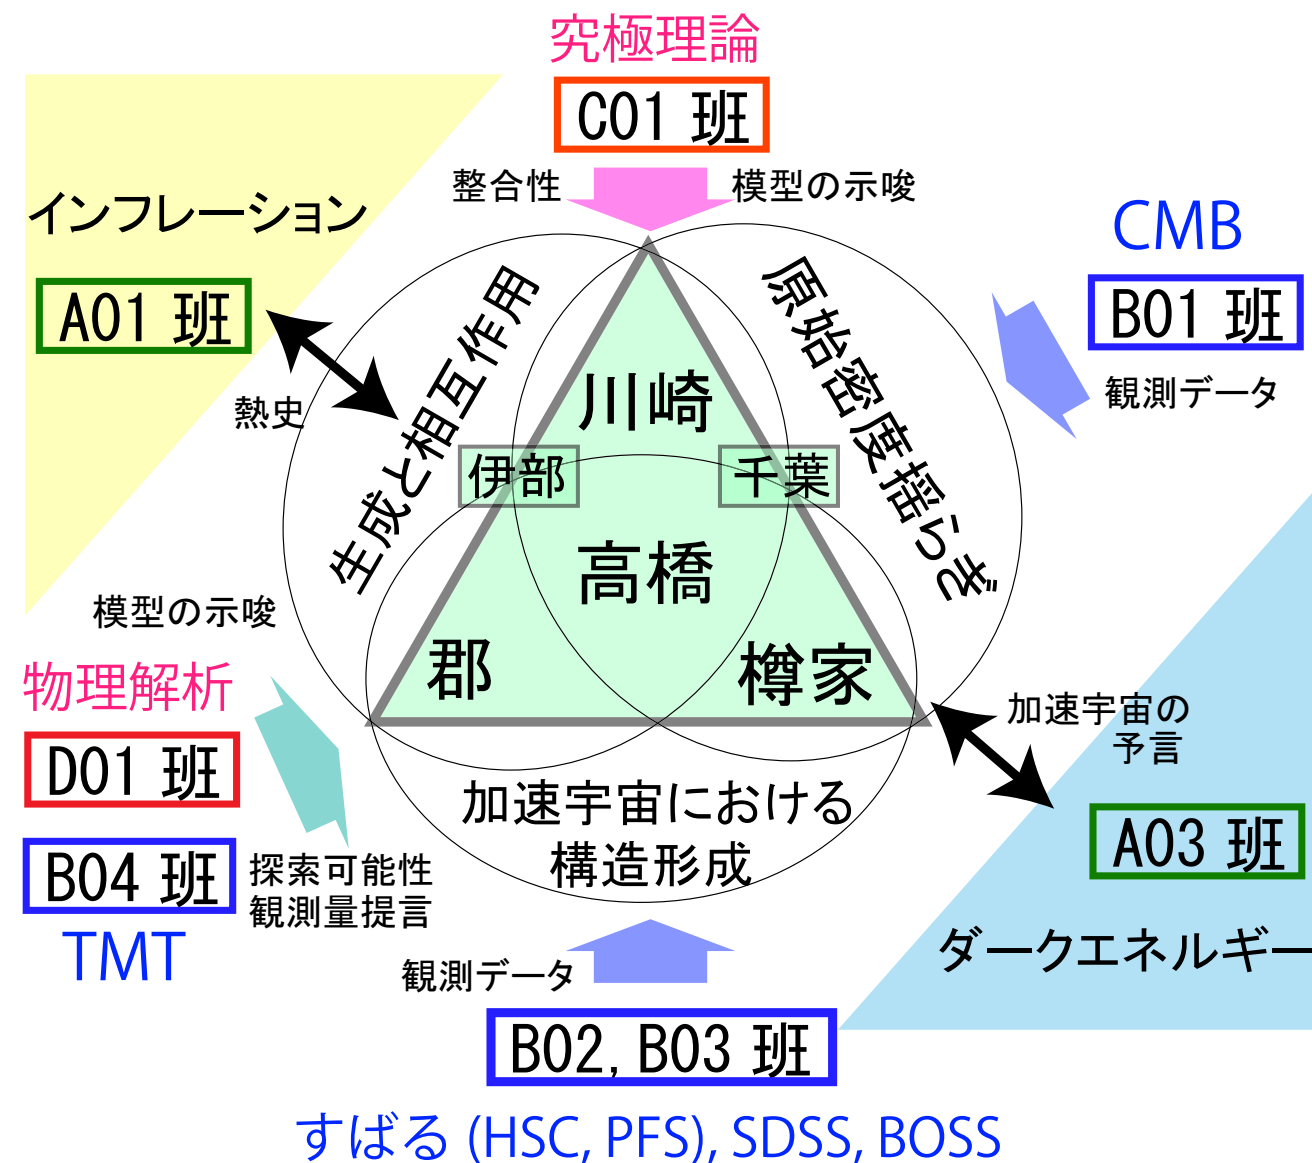 究極理論
C01 班
整合性
模型の示唆
インフレーション
A01 班
熱史
CMB
B01 班
観測データ
生成と相互作用
原始密度揺らぎ
川崎
伊部
千葉
高橋
郡
樽家
模型の示唆
物理解析
D01 班
B04 班
TMT
探索可能性
観測量提言
加速宇宙の
予言
A03 班
ダークエネルギー
加速宇宙における
構造形成
観測データ
B02, B03 班
すばる (HSC, PFS), SDSS, BOSS